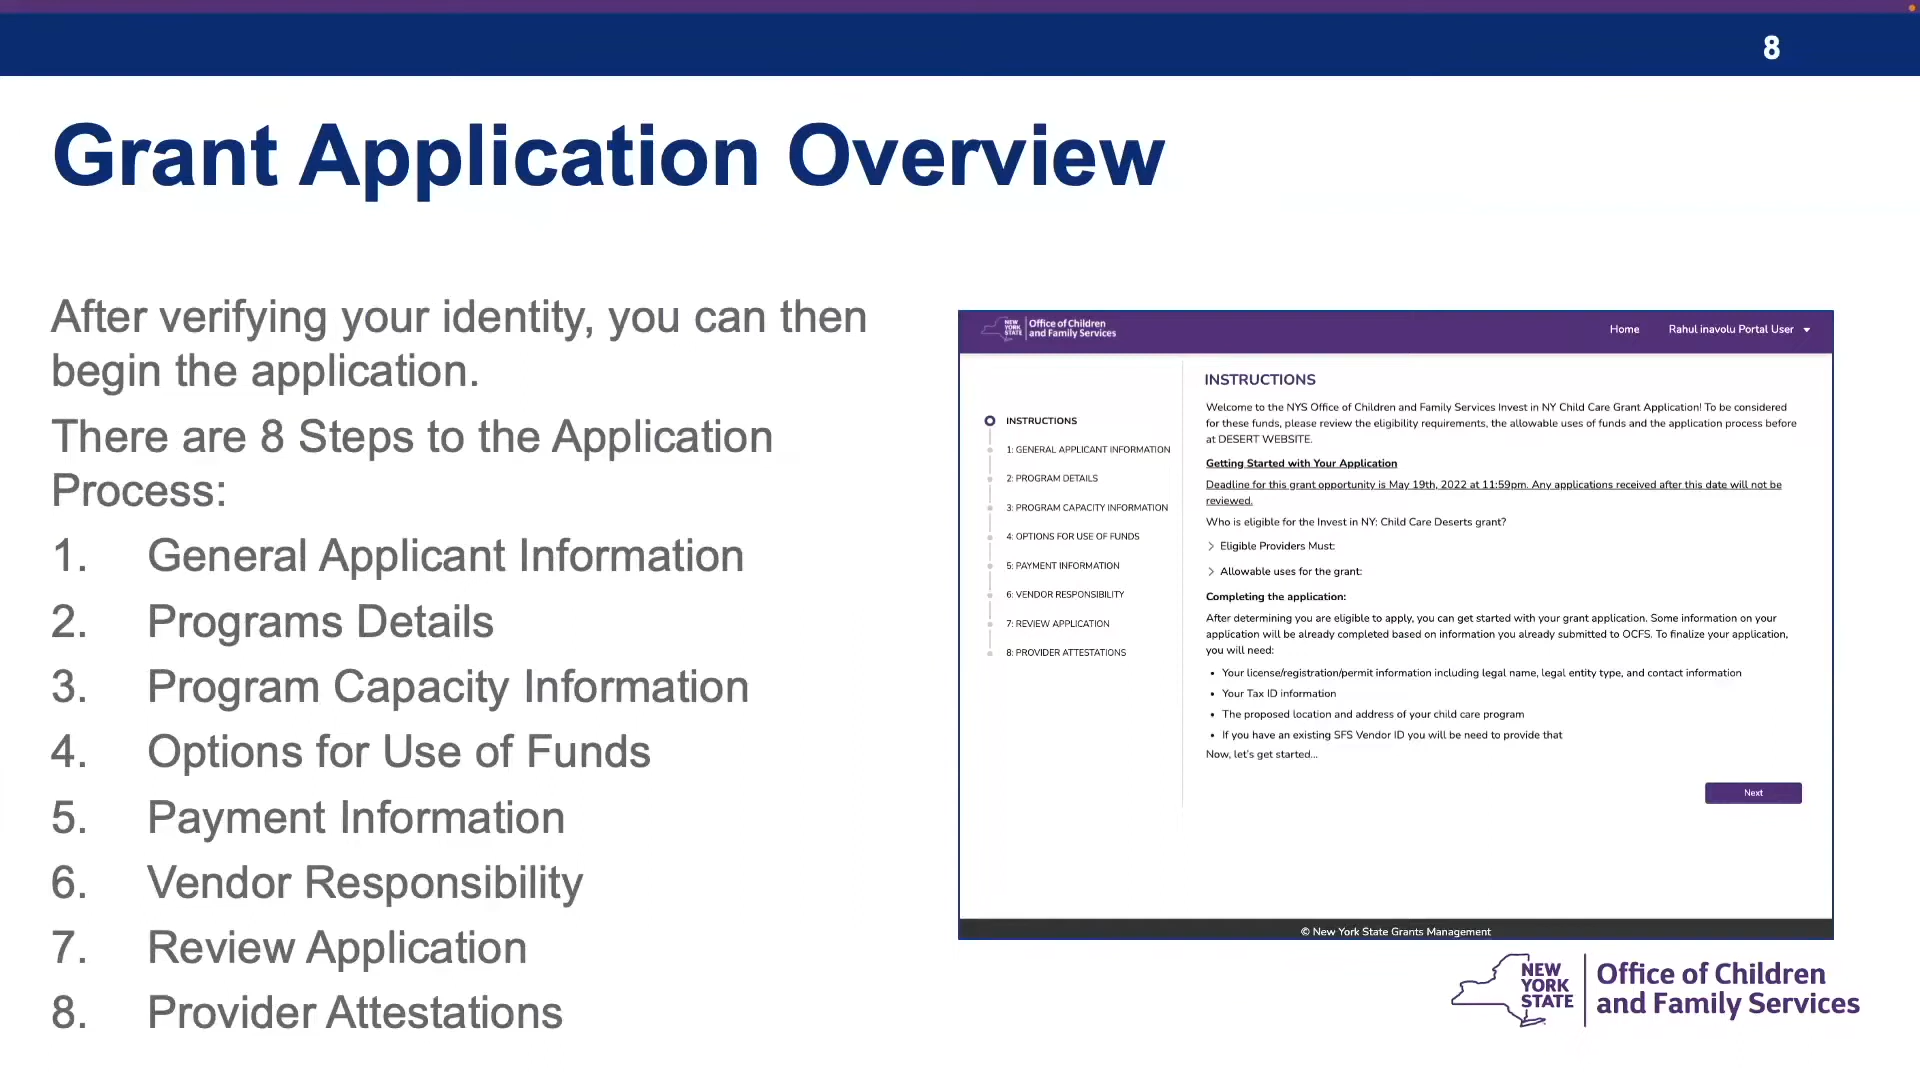 8
Grant Application Overview
After verifying your identity, you can then
begin the application.
There are 8 Steps to the Application
Process:
1. General Applicant Information
2. Programs Details
3. Program Capacity Information
4. Options for Use of Funds
5. Payment Information
6. Vendor Responsibility
7. Review Application
8. Provider Attestations
NEW
YORK
STATE
Office of Children
and Family Services
Home
Rahul inavolu Portal User
INSTRUCTIONS
1: GENERAL APPLICANT INFORMATION
2: PROGRAM DETAILS
3: PROGRAM CAPACITY INFORMATION
4: OPTIONS FOR USE OF FUNDS
5: PAYMENT INFORMATION
6: VENDOR RESPONSIBILITY
7: REVIEW APPLICATION
8: PROVIDER ATTESTATIONS
INSTRUCTIONS
Welcome to the NYS Office of Children and Family Services Invest in NY Child Care Grant Application! To be considered
for these funds, please review the eligibility requirements, the allowable uses of funds and the application process before
at DESERT WEBSITE.
Getting Started with Your Application
Deadline for this grant opportunity is May 19th, 2022 at 11:59pm. Any applications received after this date will not be
reviewed.
Who is eligible for the Invest in NY: Child Care Deserts grant?
Eligible Providers Must:
Allowable uses for the grant:
Completing the application:
After determining you are eligible to apply, you can get started with your grant application. Some information on your
application will be already completed based on information you already submitted to OCFS. To finalize your application,
you will need:
• Your license/registration/permit information including legal name, legal entity type, and contact information
• Your Tax ID information
• The proposed location and address of your child care program
• If you have an existing SFS Vendor ID you will be need to provide that
Now, let's get started...
Next
© New York State Grants Management
NEW
YORK
STATE
Office of Children
and Family Services